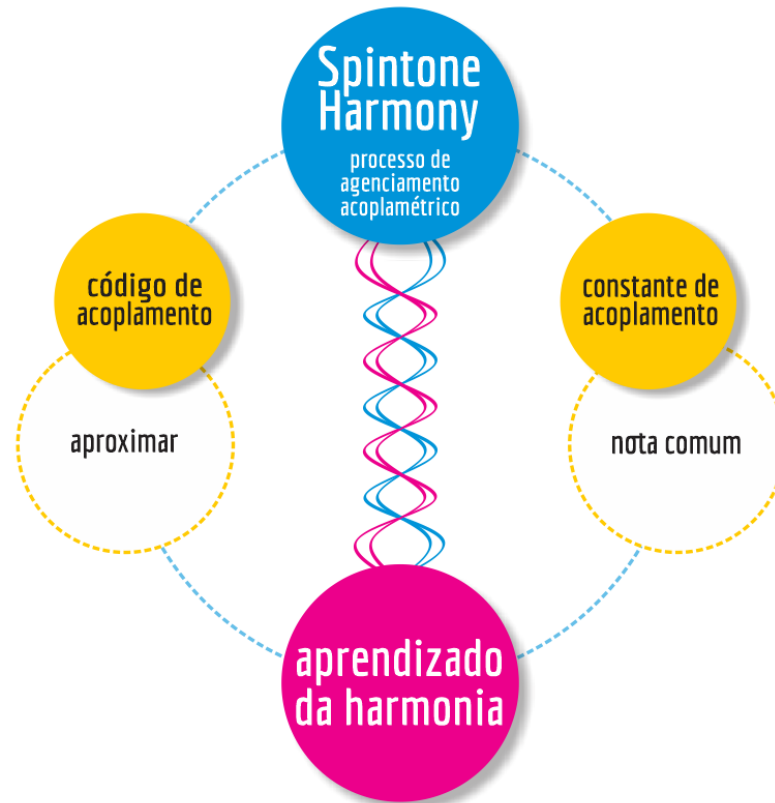 Spintone
Harmony
processo de
agenciamento
acoplamétrico
código de
acoplamento
constante de
acoplamento
aproximar
nota comum
aprendizado
da harmonia